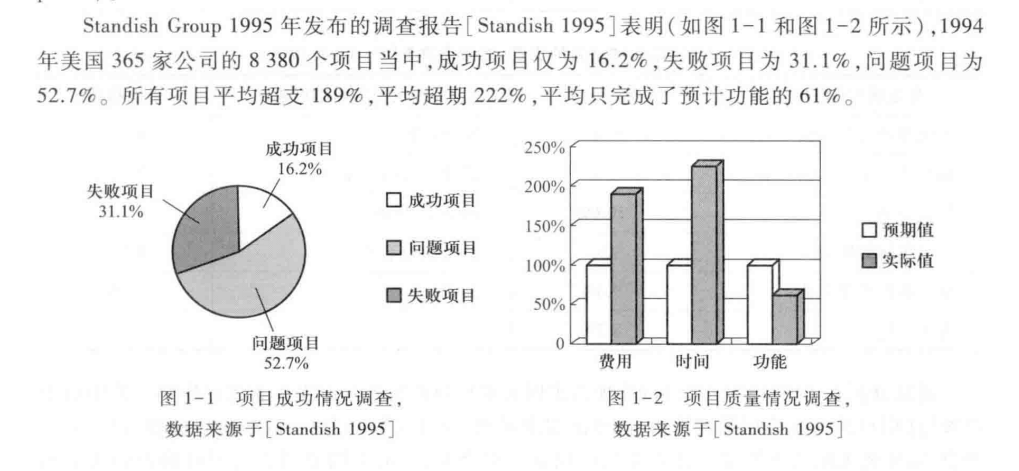 Standish Group 1995 年发布的调查报告[Standish 1995]表明(如图 1-1 和图 1-2 所示),1994
年美国 365 家公司的 8 380 个项目当中,成功项目仅为 16.2%,失败项目为 31.1%,问题项目为
52.7%。所有项目平均超支 189%,平均超期 222%,平均只完成了预计功能的 61%。
成功项目
16.2%
失败项目
31.1%
问题项目
52.7%
成功项目
问题项目
失败项目
图 1-1 项目成功情况调查,
数据来源于[Standish 1995]
250%
200%
150%
100%
50%
0
费用 时间 功能
预期值
实际值
图 1-2 项目质量情况调查,
数据来源于[Standish 1995]